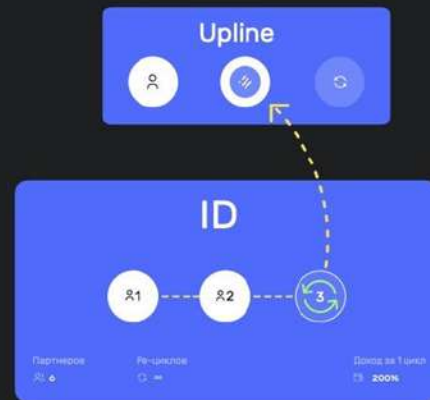 Upline
ID
1
2
3
Партнеров
Ре-циклов
Доход за 1 цикл
6
∞
200%